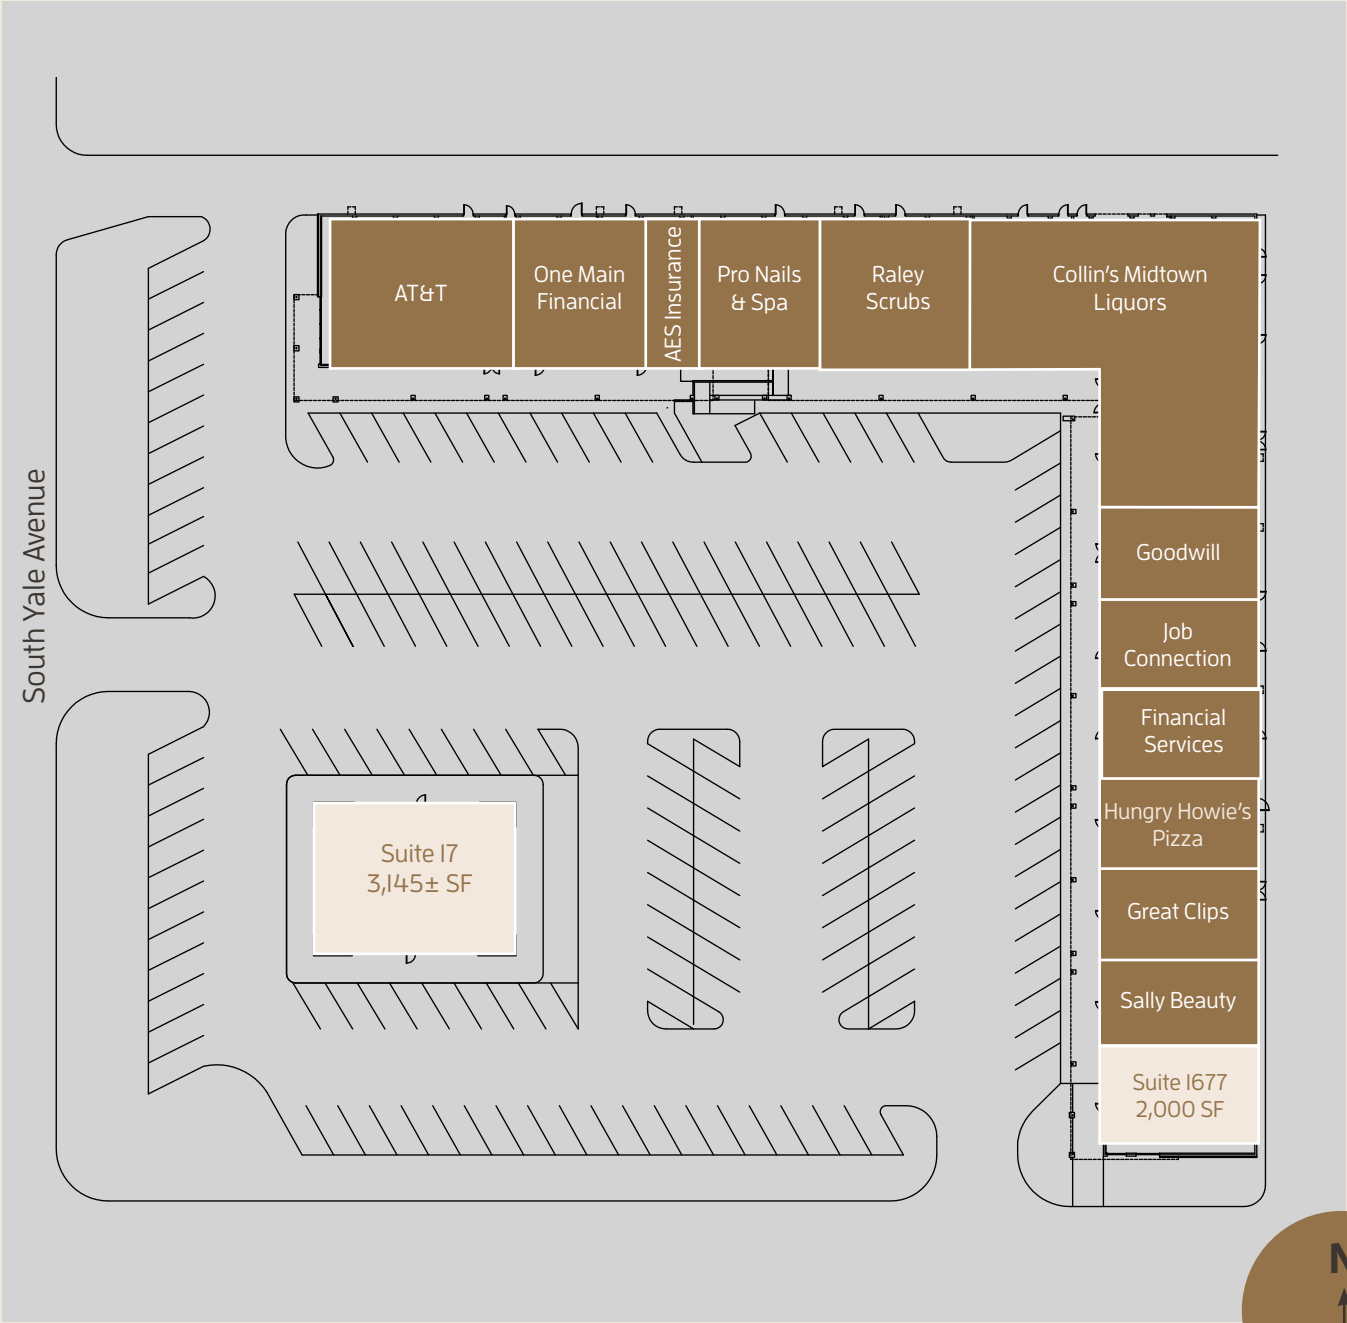 AT&T
One Main
Financial
AES Insurance
Pro Nails
& Spa
Raley
Scrubs
Collin's Midtown
Liquors
South Yale Avenue
Goodwill
Job
Connection
Financial
Services
Hungry Howie's
Pizza
Suite 17
3,145± SF
Great Clips
Sally Beauty
Suite 1677
2,000 SF
N